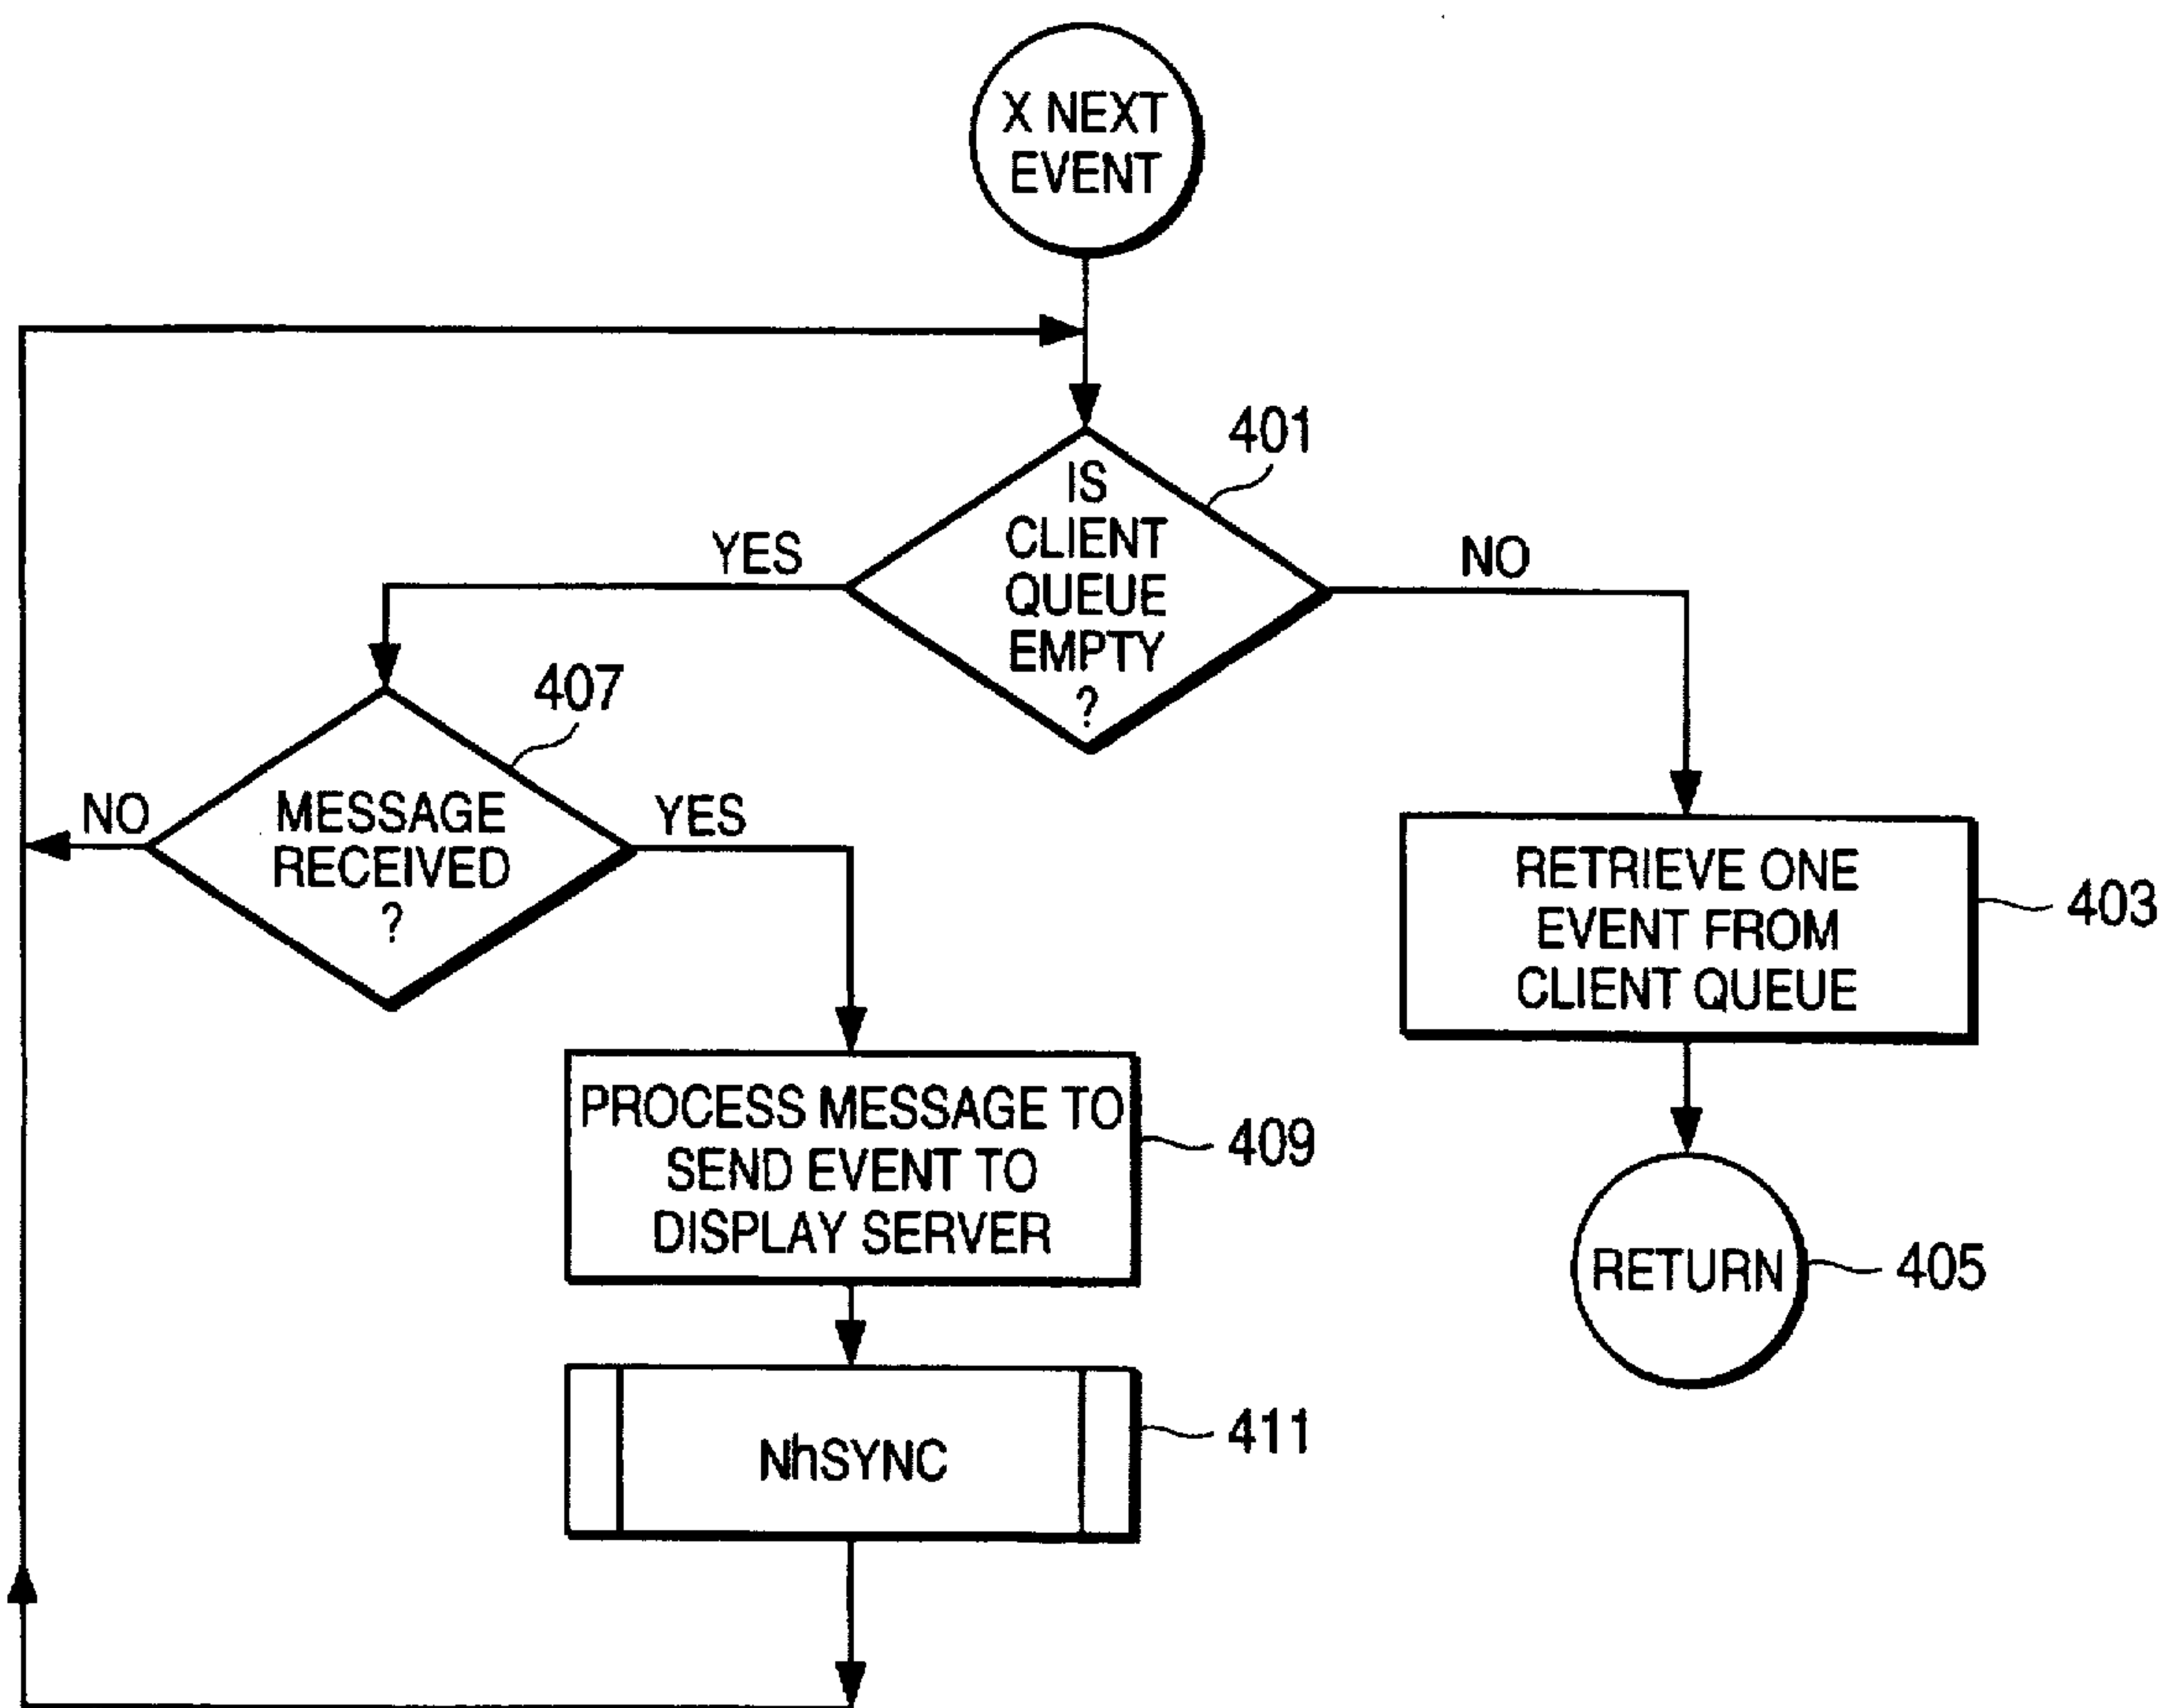 X NEXT
EVENT
401
IS
CLIENT
QUEUE
EMPTY
?
YES
NO
407
MESSAGE
RECEIVED
?
NO
YES
RETRIEVE ONE
EVENT FROM
CLIENT QUEUE
403
PROCESS MESSAGE TO
SEND EVENT TO
DISPLAY SERVER
409
RETURN
405
NhSYNC
411